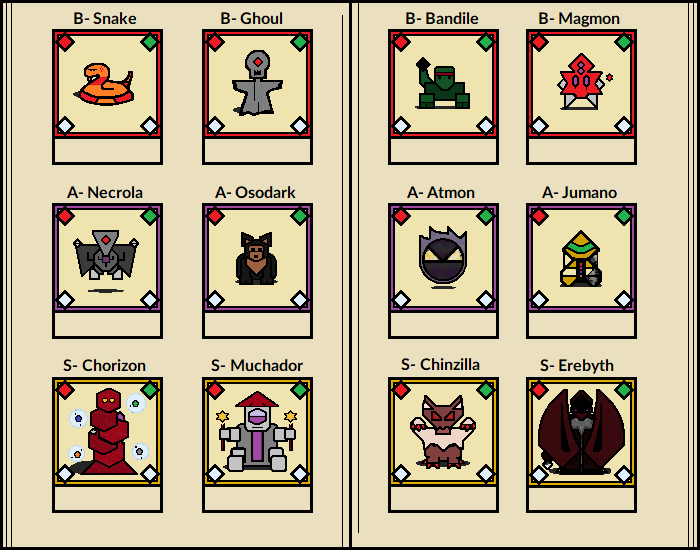 B- Snake
B- Ghoul
B- Bandile
B- Magmon
A- Necrola
A- Osodark
A- Atmon
A- Jumano
S- Chorizon
S- Muchador
S- Chinzilla
S- Erebyth